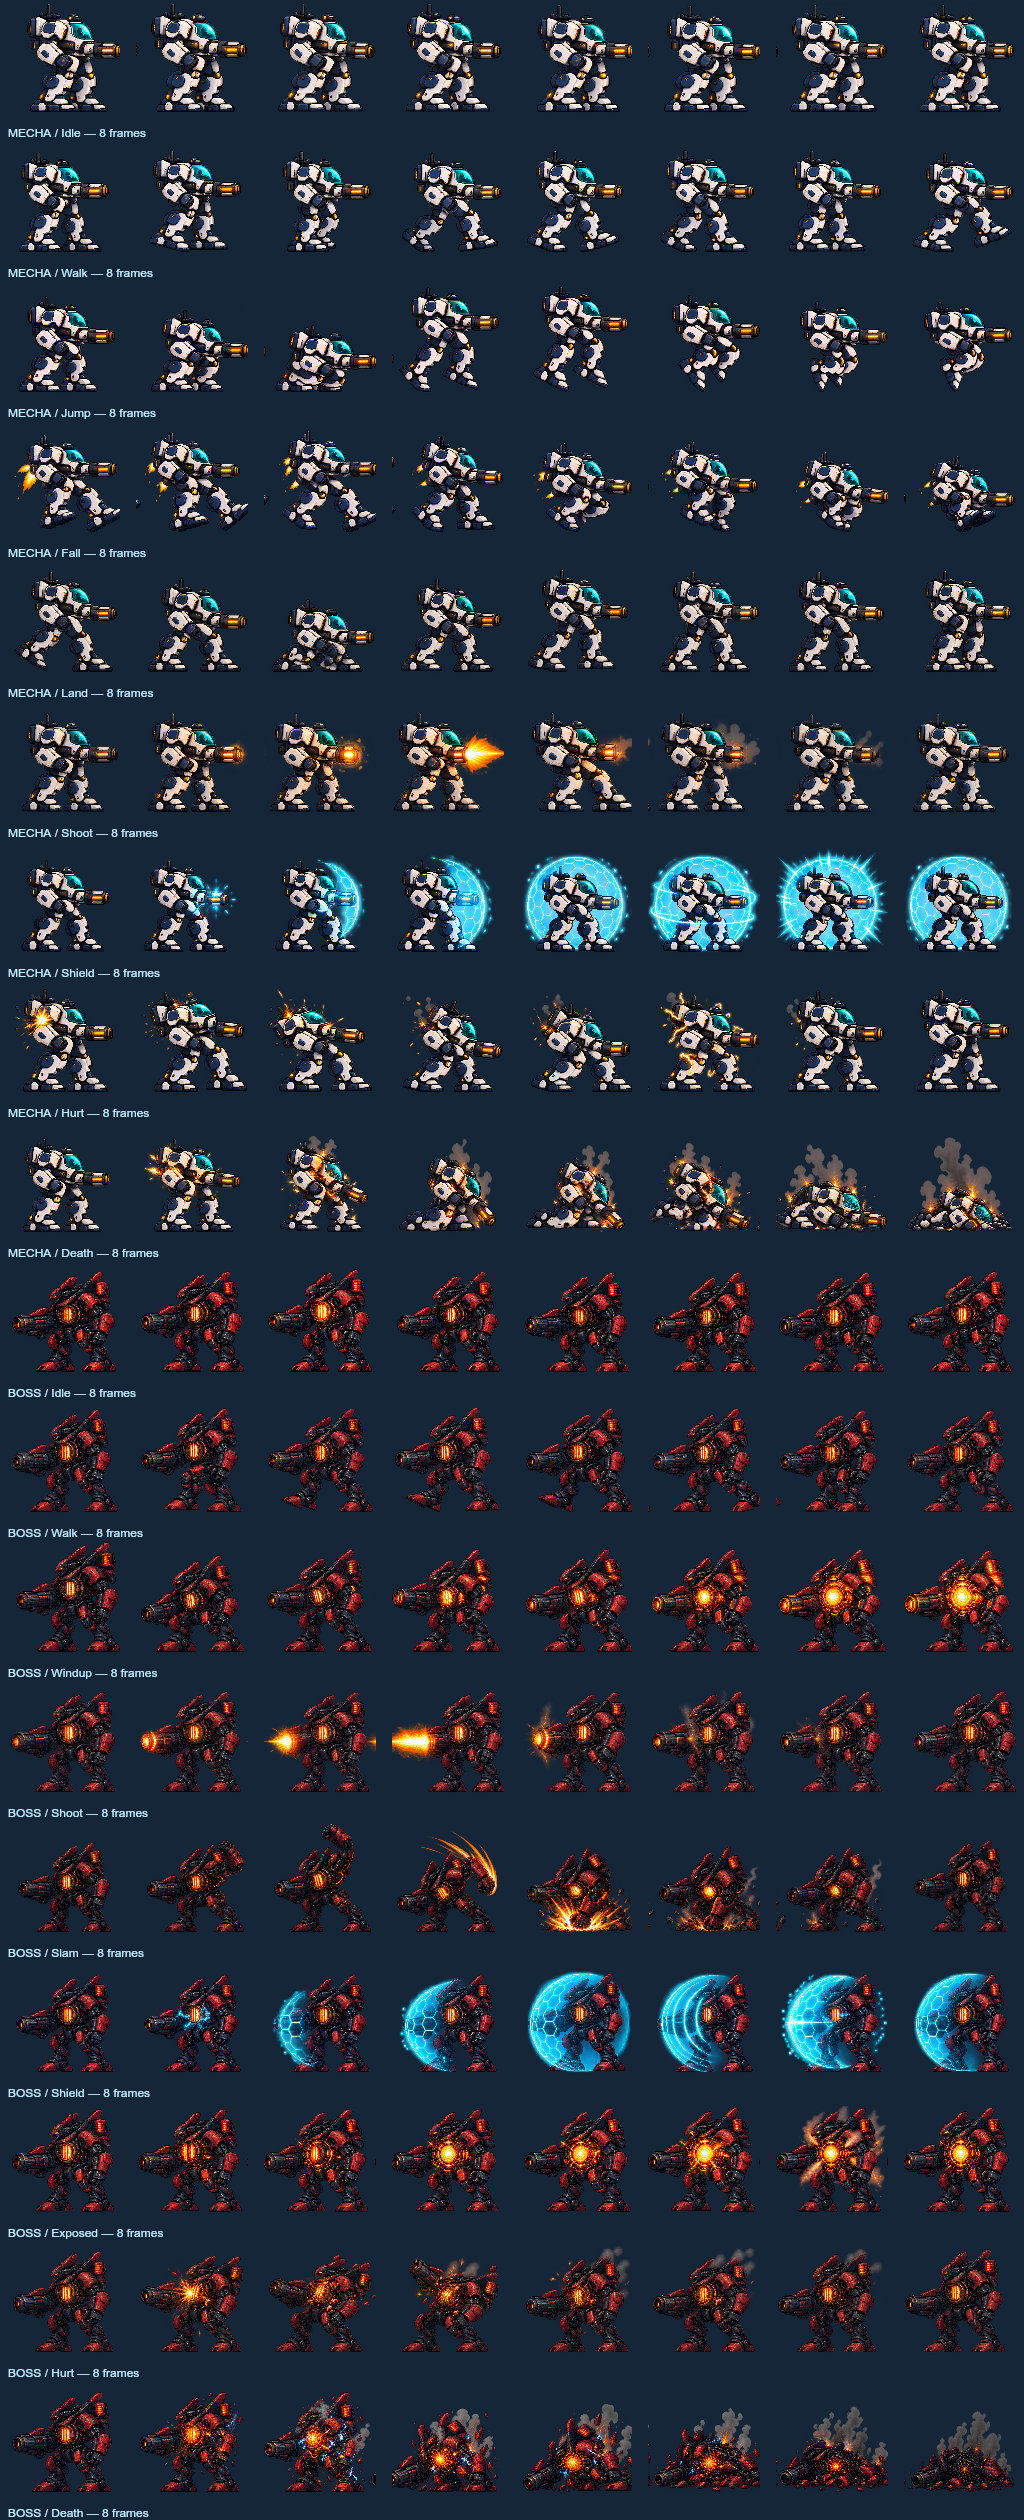 MECHA / Idle — 8 frames
MECHA / Walk — 8 frames
MECHA / Jump — 8 frames
MECHA / Fall — 8 frames
MECHA / Land — 8 frames
MECHA / Shoot — 8 frames
MECHA / Shield — 8 frames
MECHA / Hurt — 8 frames
MECHA / Death — 8 frames
BOSS / Idle — 8 frames
BOSS / Walk — 8 frames
BOSS / Windup — 8 frames
BOSS / Shoot — 8 frames
BOSS / Slam — 8 frames
BOSS / Shield — 8 frames
BOSS / Exposed — 8 frames
BOSS / Hurt — 8 frames
BOSS / Death — 8 frames